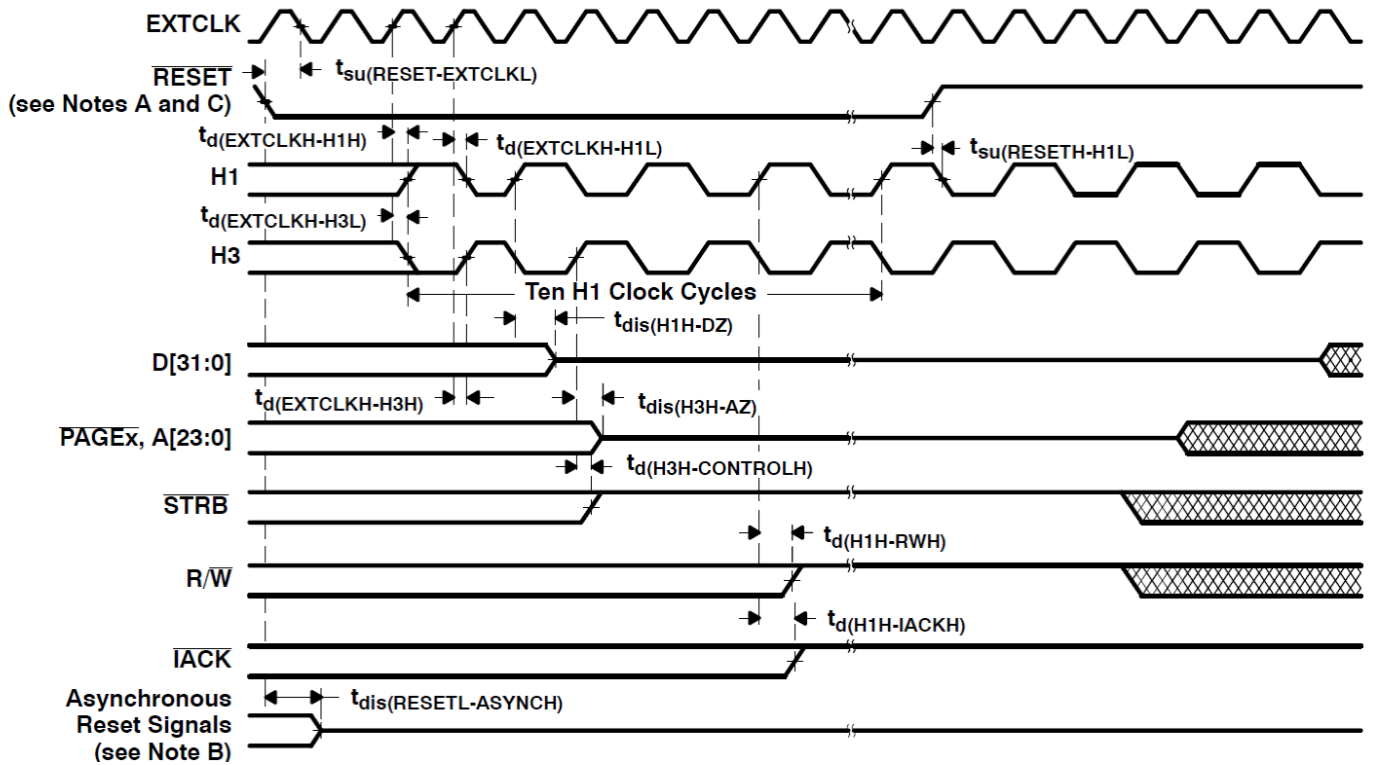 EXTCLK
tsu(RESET-EXTCLKL)
RESET
(see Notes A and C)
td(EXTCLKH-H1H)
td(EXTCLKH-H1L)
tsu(RESETH-H1L)
H1
td(EXTCLKH-H3L)
H3
Ten H1 Clock Cycles
tdis(H1H-DZ)
D[31:0]
td(EXTCLKH-H3H)
tdis(H3H-AZ)
PAGEx, A[23:0]
td(H3H-CONTROLH)
STRB
td(H1H-RWH)
R/W
td(H1H-IACKH)
IACK
Asynchronous
Reset Signals
(see Note B)
tdis(RESETL-ASYNCH)